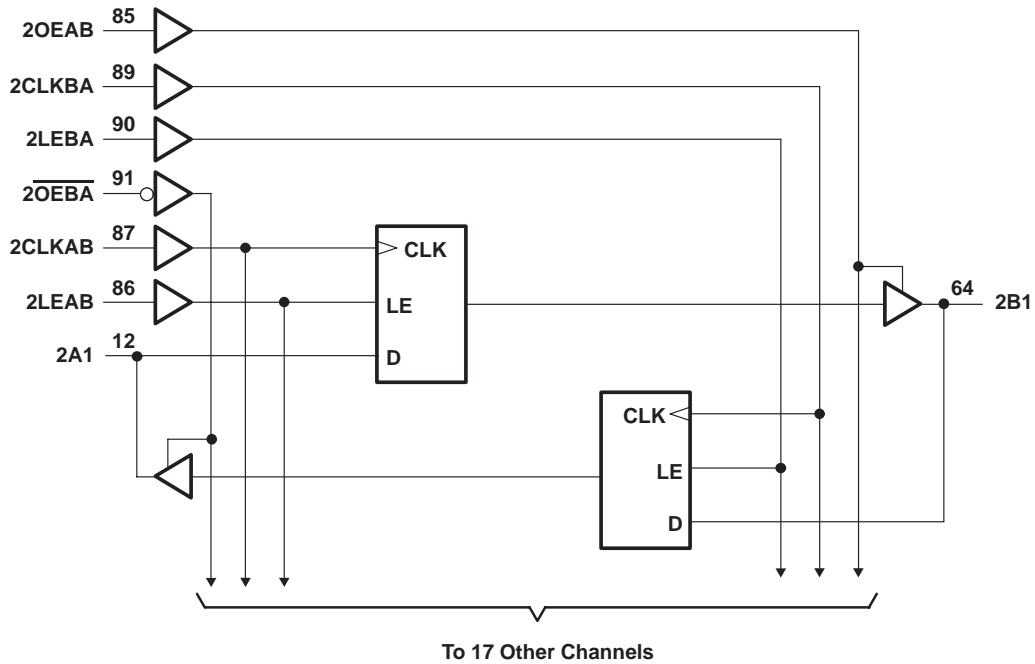 2OEAB 85
2CLKBA 89
2LEBA 90
2O̅E̅B̅A̅ 91
2CLKAB 87
CLK
2LEAB 86
LE
64 2B1
2A1 12
D
CLK
LE
D
To 17 Other Channels